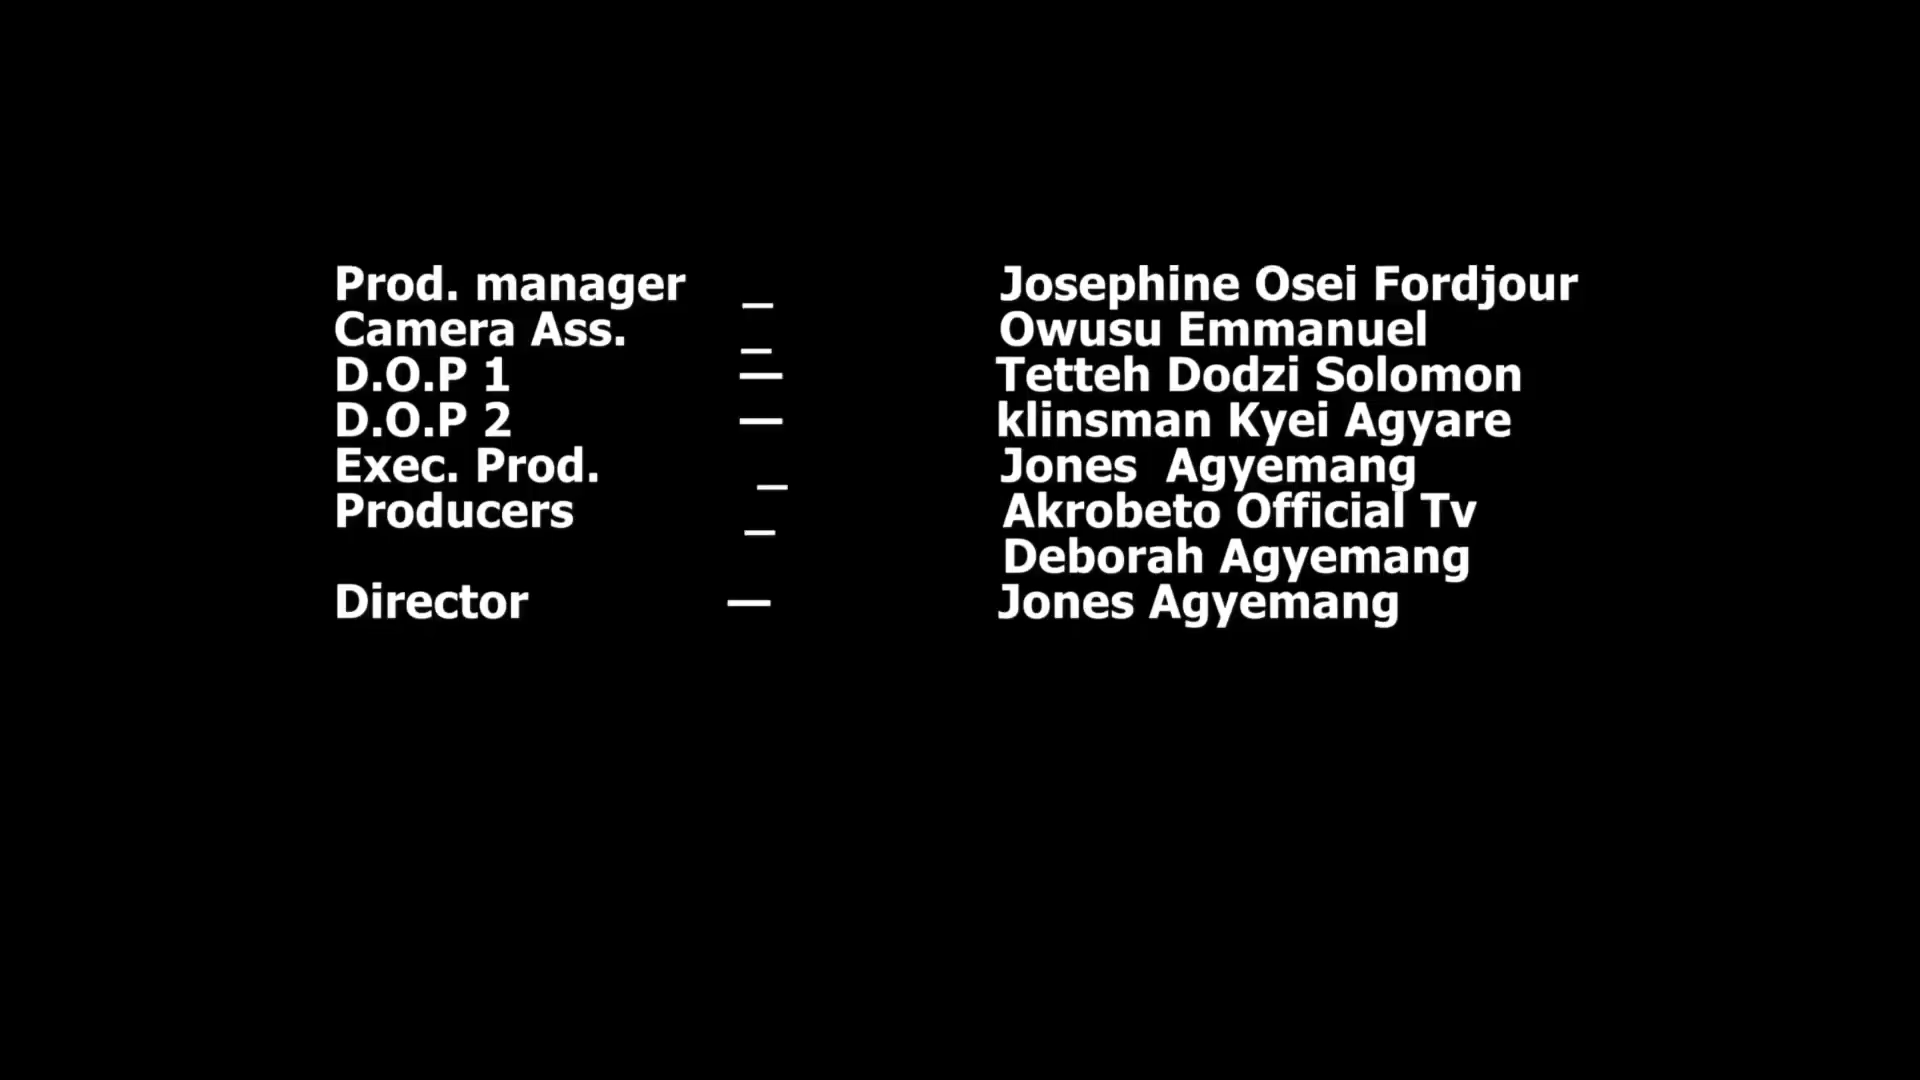 Prod. manager _ Josephine Osei Fordjour
Camera Ass. _ Owusu Emmanuel
D.O.P 1 — Tetteh Dodzi Solomon
D.O.P 2 — klinsman Kyei Agyare
Exec. Prod. _ Jones  Agyemang
Producers _ Akrobeto Official Tv
Deborah Agyemang
Director — Jones Agyemang